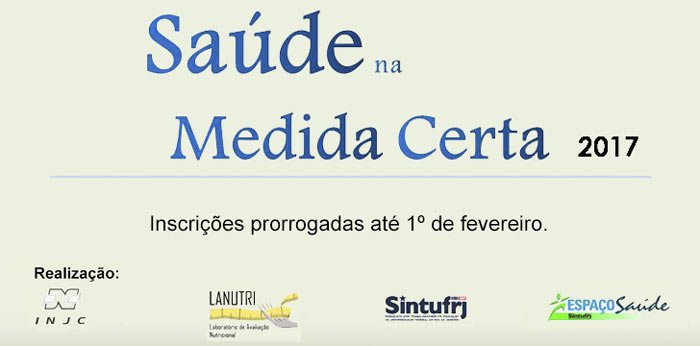 Saúde na
Medida Certa 2017
Inscrições prorrogadas até 1º de fevereiro.
Realização:
INJC
LANUTRI
Laboratório de Avaliação
Nutricional
Sintufrj
ESPAÇO Saúde
Sintufrj